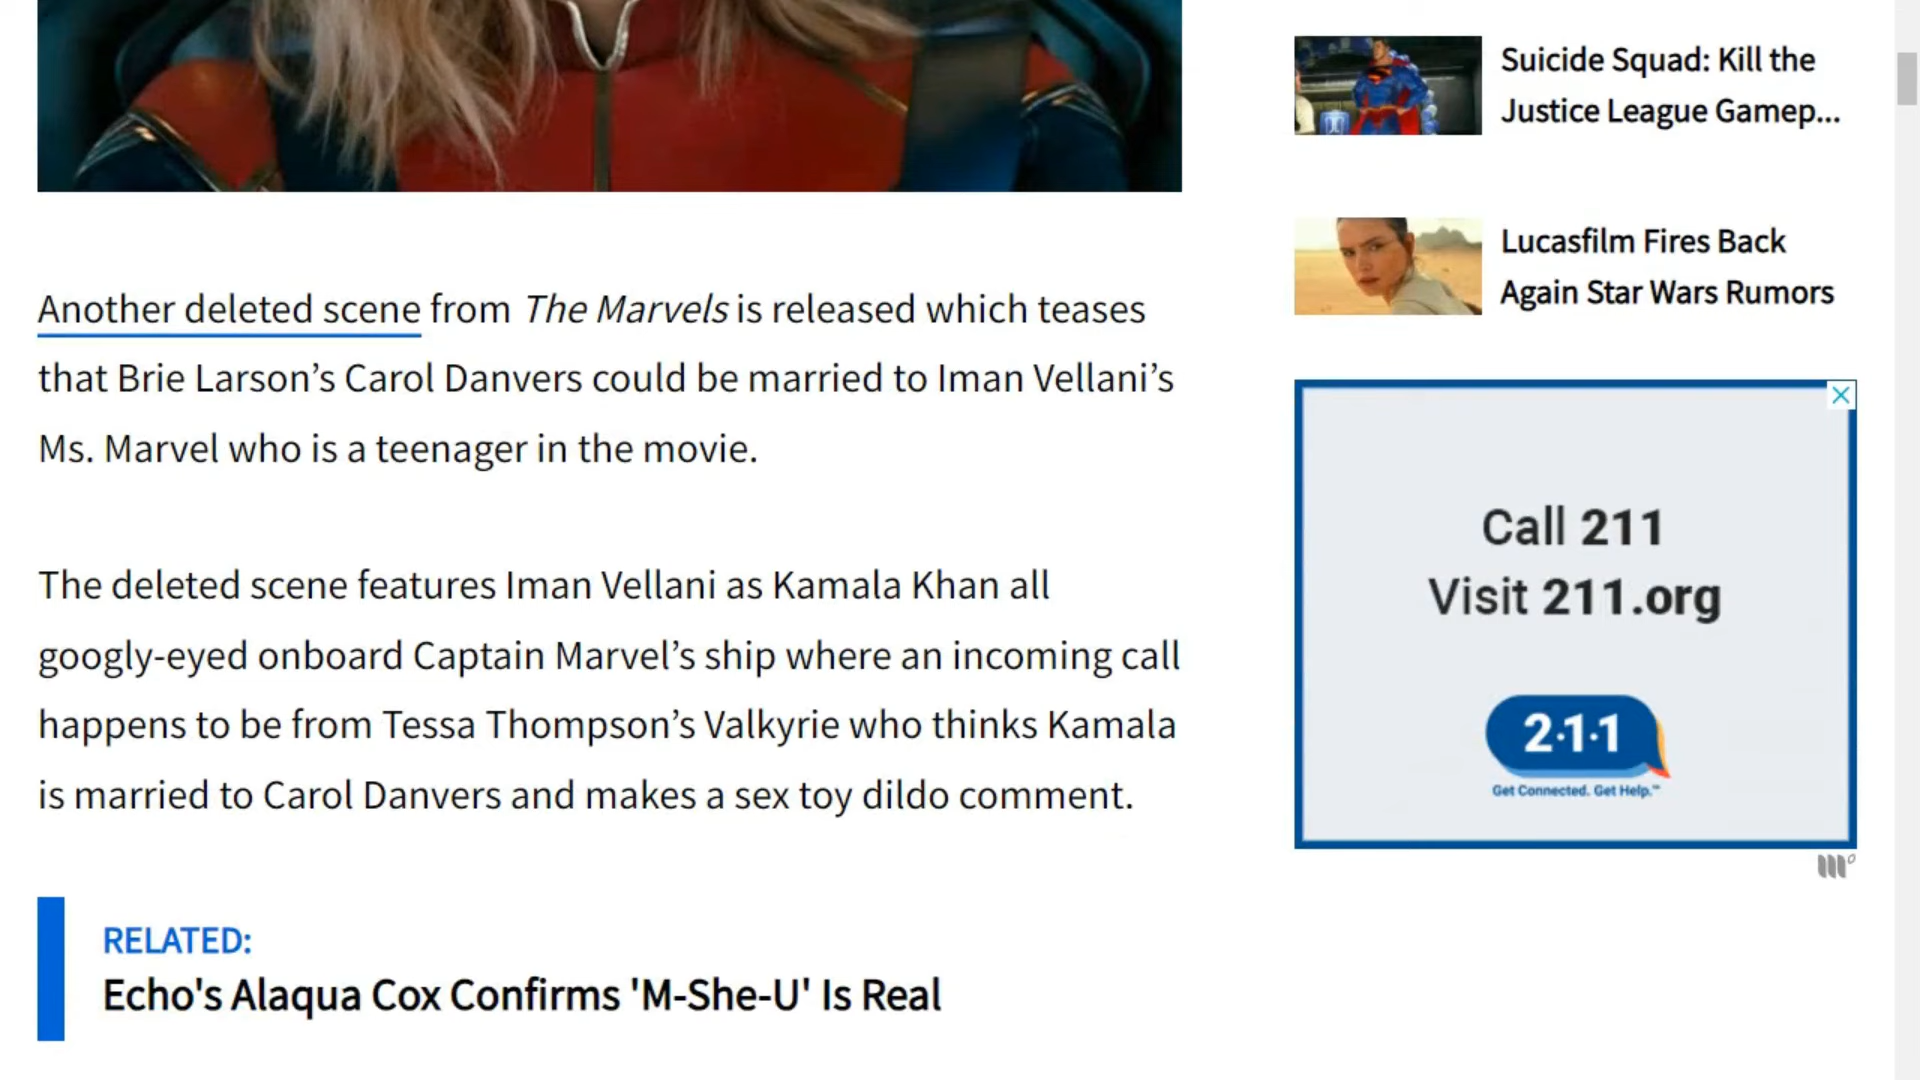 Suicide Squad: Kill the
Justice League Gamep...
Lucasfilm Fires Back
Again Star Wars Rumors
Another deleted scene from The Marvels is released which teases
that Brie Larson’s Carol Danvers could be married to Iman Vellani’s
Ms. Marvel who is a teenager in the movie.
The deleted scene features Iman Vellani as Kamala Khan all
googly-eyed onboard Captain Marvel’s ship where an incoming call
happens to be from Tessa Thompson’s Valkyrie who thinks Kamala
is married to Carol Danvers and makes a sex toy dildo comment.
Call 211
Visit 211.org
2·1·1
Get Connected. Get Help.™
RELATED:
Echo's Alaqua Cox Confirms 'M-She-U' Is Real